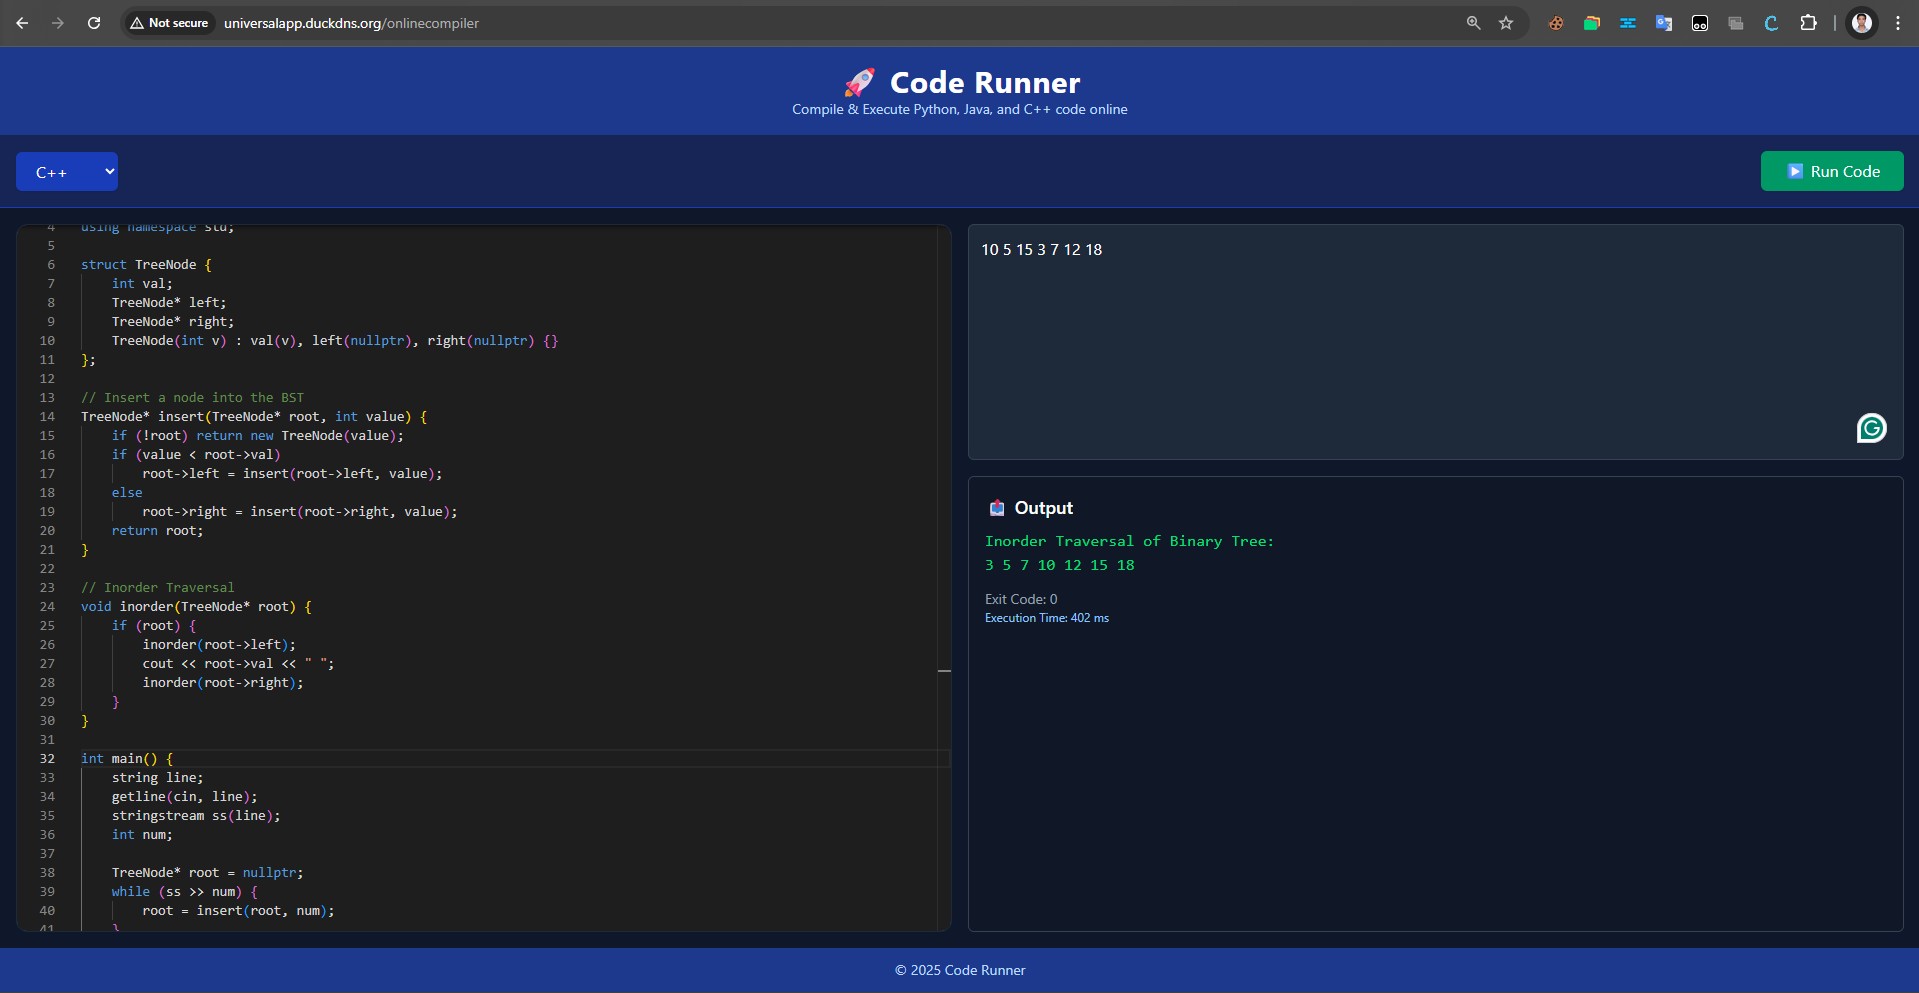 Not secure universalapp.duckdns.org/onlinecompiler
Code Runner
Compile & Execute Python, Java, and C++ code online
C++
Run Code
4 using namespace std;
5
6 struct TreeNode {
7     int val;
8     TreeNode* left;
9     TreeNode* right;
10     TreeNode(int v) : val(v), left(nullptr), right(nullptr) {}
11 };
12
13 // Insert a node into the BST
14 TreeNode* insert(TreeNode* root, int value) {
15     if (!root) return new TreeNode(value);
16     if (value < root->val)
17         root->left = insert(root->left, value);
18     else
19         root->right = insert(root->right, value);
20     return root;
21 }
22
23 // Inorder Traversal
24 void inorder(TreeNode* root) {
25     if (root) {
26         inorder(root->left);
27         cout << root->val << " ";
28         inorder(root->right);
29     }
30 }
31
32 int main() {
33     string line;
34     getline(cin, line);
35     stringstream ss(line);
36     int num;
37
38     TreeNode* root = nullptr;
39     while (ss >> num) {
40         root = insert(root, num);
41     }
10 5 15 3 7 12 18
Output
Inorder Traversal of Binary Tree:
3 5 7 10 12 15 18
Exit Code: 0
Execution Time: 402 ms
© 2025 Code Runner